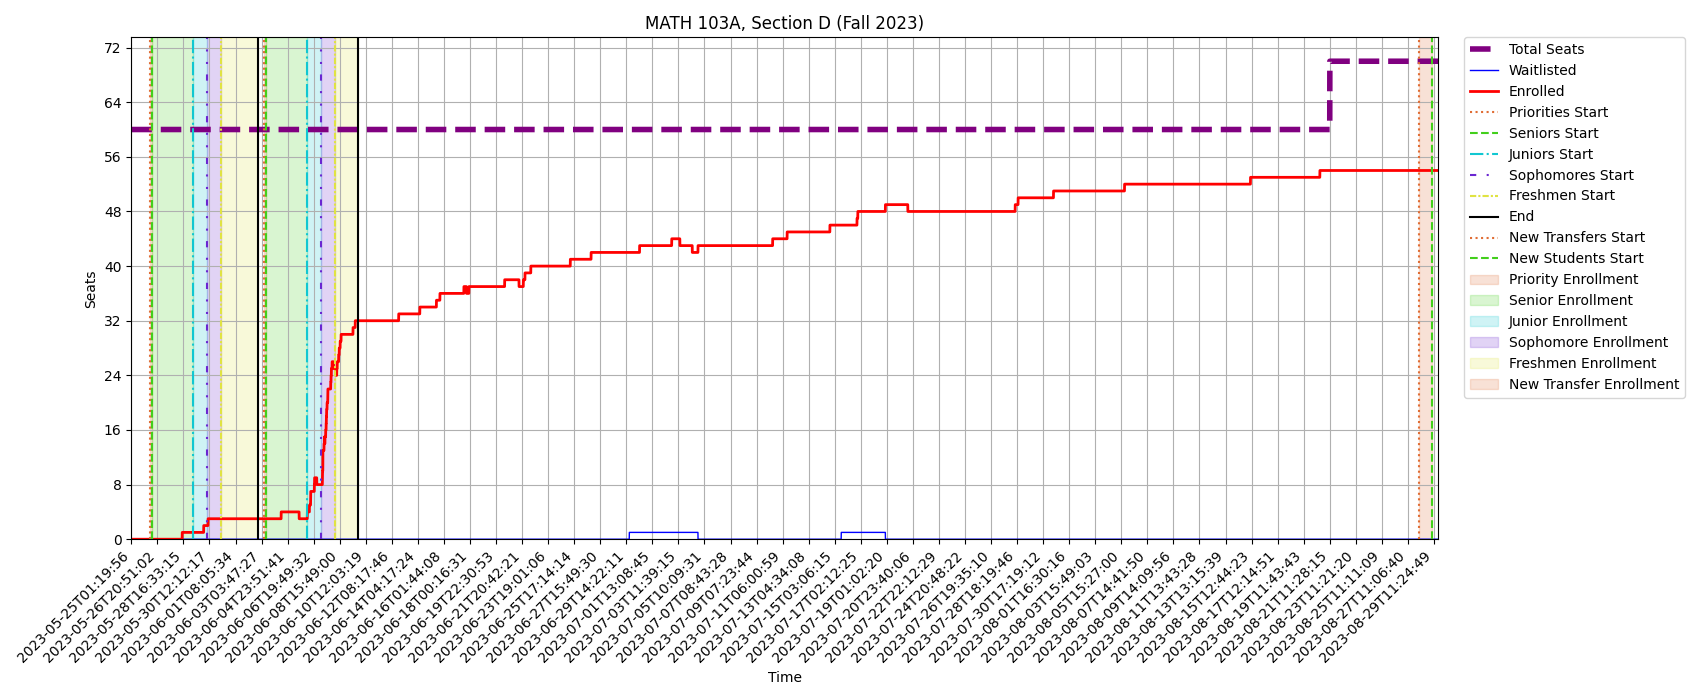 MATH 103A, Section D (Fall 2023)
Seats
72
64
56
48
40
32
24
16
8
0
2023-05-25T01:19:56
2023-05-26T20:51:02
2023-05-28T16:33:15
2023-05-30T12:12:17
2023-06-01T08:05:34
2023-06-03T03:47:27
2023-06-04T23:51:41
2023-06-06T19:49:32
2023-06-08T15:49:00
2023-06-10T12:03:19
2023-06-12T08:17:46
2023-06-14T04:17:24
2023-06-16T01:44:08
2023-06-18T00:16:31
2023-06-19T22:30:53
2023-06-21T20:42:21
2023-06-23T19:01:06
2023-06-25T17:14:14
2023-06-27T15:49:30
2023-06-29T14:22:11
2023-07-01T13:08:45
2023-07-03T11:39:15
2023-07-05T10:09:31
2023-07-07T08:43:28
2023-07-09T07:23:44
2023-07-11T06:00:59
2023-07-13T04:34:08
2023-07-15T03:06:15
2023-07-17T02:12:25
2023-07-19T01:02:20
2023-07-20T23:40:06
2023-07-22T22:12:29
2023-07-24T20:48:22
2023-07-26T19:35:10
2023-07-28T18:19:46
2023-07-30T17:19:12
2023-08-01T16:30:16
2023-08-03T15:49:03
2023-08-05T15:27:00
2023-08-07T14:41:50
2023-08-09T14:09:56
2023-08-11T13:43:28
2023-08-13T13:15:39
2023-08-15T12:44:23
2023-08-17T12:14:51
2023-08-19T11:43:43
2023-08-21T11:28:15
2023-08-23T11:21:20
2023-08-25T11:11:09
2023-08-27T11:06:40
2023-08-29T11:24:49
Time
Total Seats
Waitlisted
Enrolled
Priorities Start
Seniors Start
Juniors Start
Sophomores Start
Freshmen Start
End
New Transfers Start
New Students Start
Priority Enrollment
Senior Enrollment
Junior Enrollment
Sophomore Enrollment
Freshmen Enrollment
New Transfer Enrollment